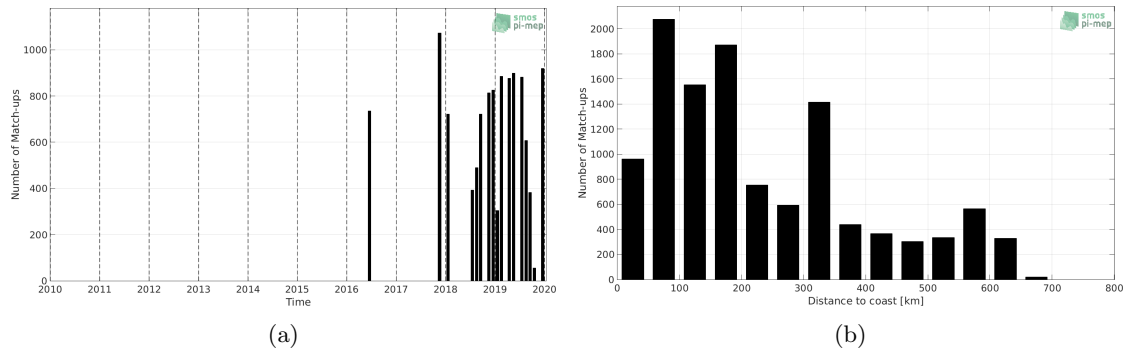 smos
pi-mep
1000
800
600
400
200
0
Number of Match-ups
2010 2011 2012 2013 2014 2015 2016 2017 2018 2019 2020
Time
(a)
smos
pi-mep
2000
1800
1600
1400
1200
1000
800
600
400
200
0
Number of Match-ups
0 100 200 300 400 500 600 700 800
Distance to coast [km]
(b)